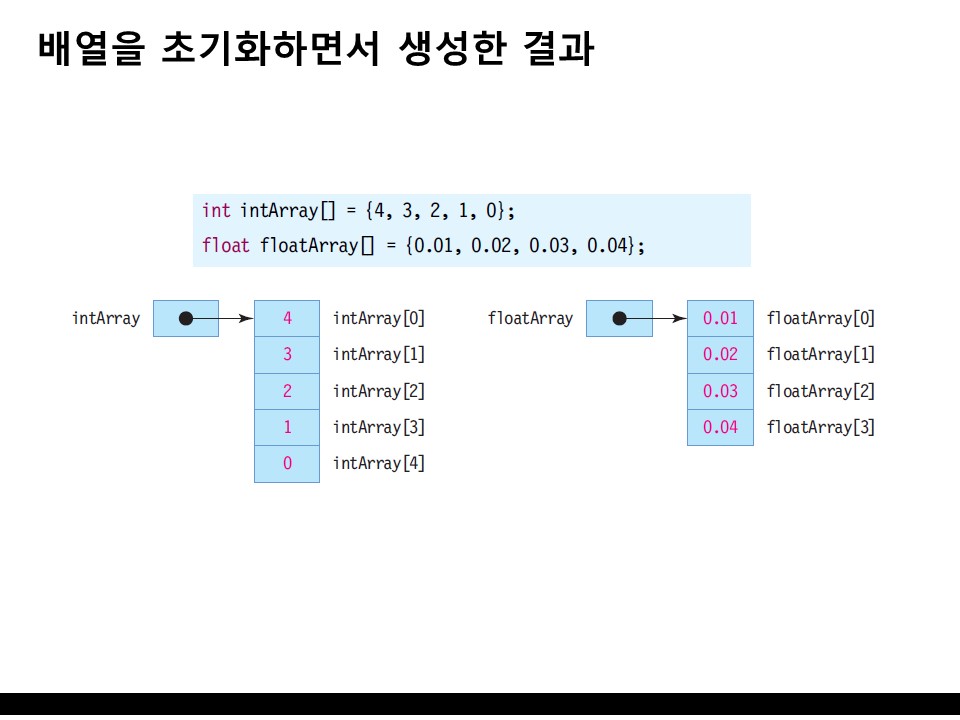 배열을 초기화하면서 생성한 결과
int intArray[] = {4, 3, 2, 1, 0};
float floatArray[] = {0.01, 0.02, 0.03, 0.04};
intArray
4 intArray[0]
3 intArray[1]
2 intArray[2]
1 intArray[3]
0 intArray[4]
floatArray
0.01 floatArray[0]
0.02 floatArray[1]
0.03 floatArray[2]
0.04 floatArray[3]